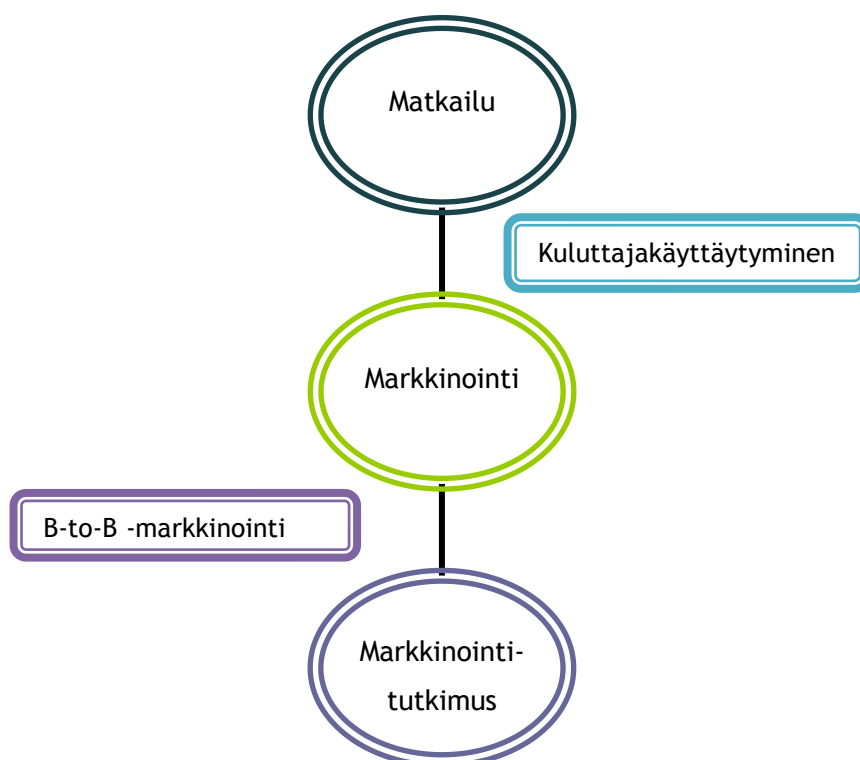 Matkailu
Kuluttajakäyttäytyminen
Markkinointi
B-to-B -markkinointi
Markkinointi-
tutkimus